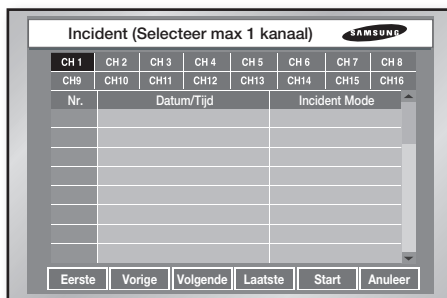 Incident (Selecteer max 1 kanaal) SAMSUNG
CH 1 CH 2 CH 3 CH 4 CH 5 CH 6 CH 7 CH 8
CH9 CH10 CH11 CH12 CH13 CH14 CH15 CH16
Nr. Datum/Tijd Incident Mode
Eerste Vorige Volgende Laatste Start Anuleer